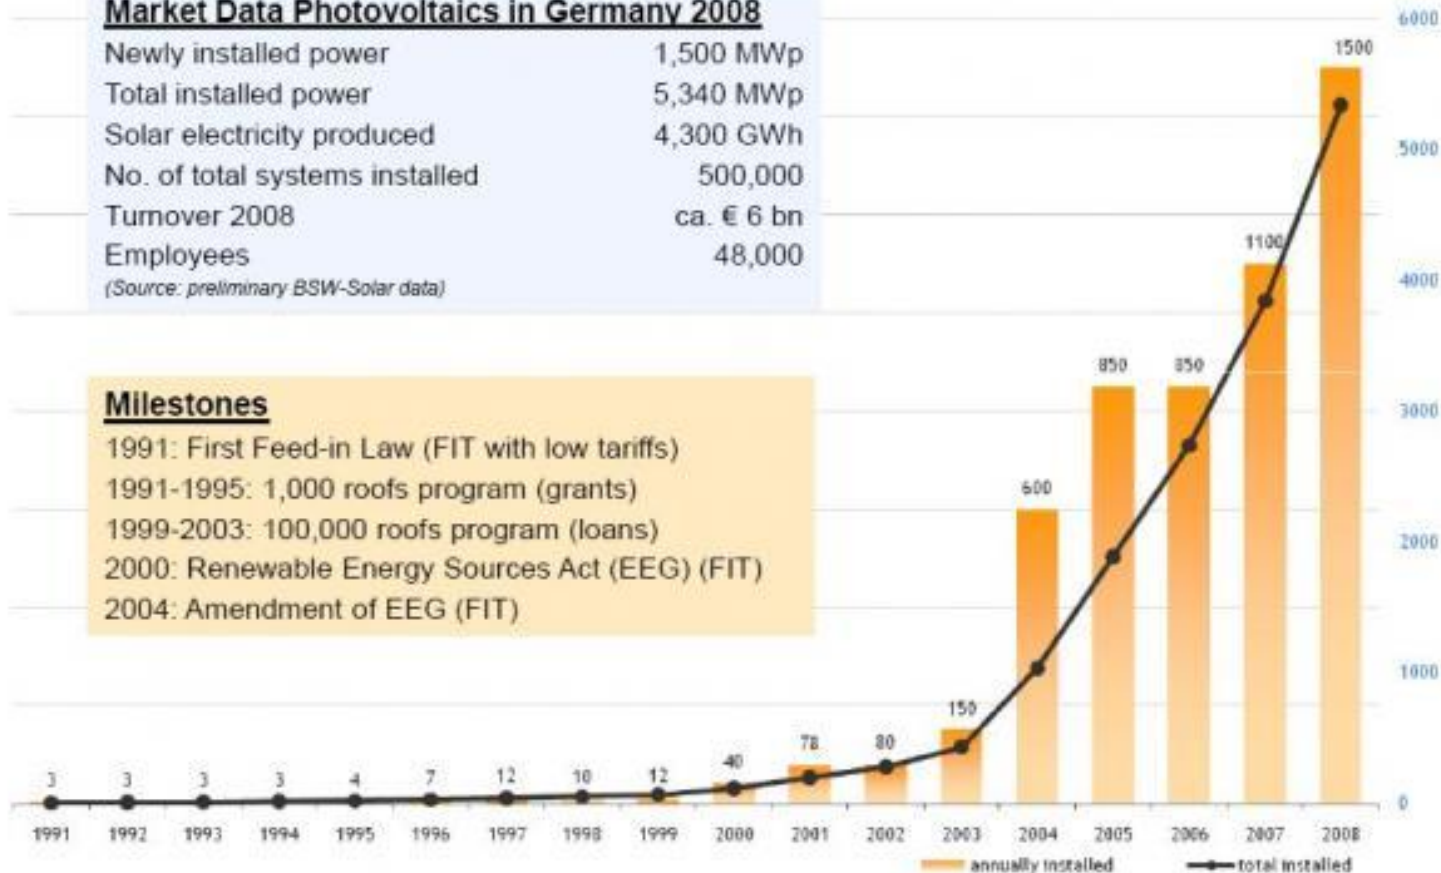 Market Data Photovoltaics in Germany 2008
Newly installed power 1,500 MWp
Total installed power 5,340 MWp
Solar electricity produced 4,300 GWh
No. of total systems installed 500,000
Turnover 2008 ca. € 6 bn
Employees 48,000
(Source: preliminary BSW-Solar data)
Milestones
1991: First Feed-in Law (FIT with low tariffs)
1991-1995: 1,000 roofs program (grants)
1999-2003: 100,000 roofs program (loans)
2000: Renewable Energy Sources Act (EEG) (FIT)
2004: Amendment of EEG (FIT)
3 3 3 3 4 7 12 10 12 40 78 80 150 600 850 850 1100 1500
6000
5000
4000
3000
2000
1000
0
1991 1992 1993 1994 1995 1996 1997 1998 1999 2000 2001 2002 2003 2004 2005 2006 2007 2008
annually installed total installed